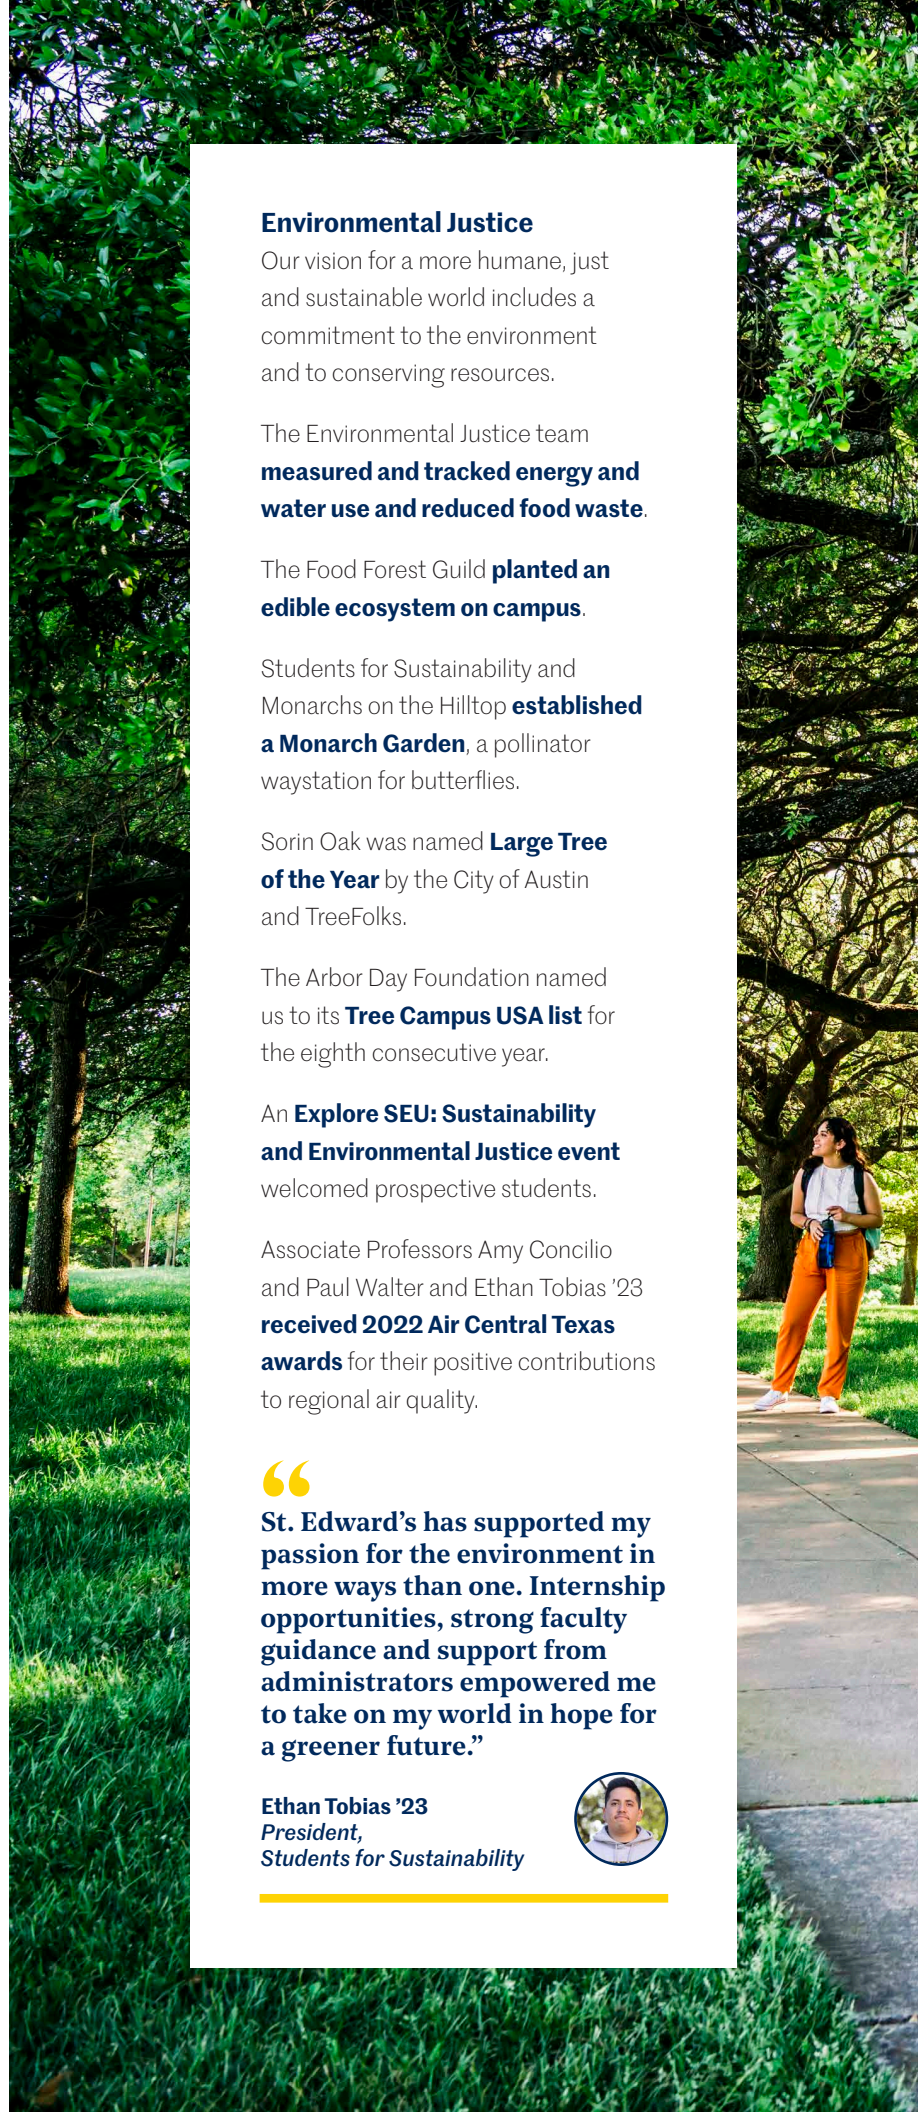 Environmental Justice
Our vision for a more humane, just
and sustainable world includes a
commitment to the environment
and to conserving resources.
The Environmental Justice team
measured and tracked energy and
water use and reduced food waste.
The Food Forest Guild planted an
edible ecosystem on campus.
Students for Sustainability and
Monarchs on the Hilltop established
a Monarch Garden, a pollinator
waystation for butterflies.
Sorin Oak was named Large Tree
of the Year by the City of Austin
and TreeFolks.
The Arbor Day Foundation named
us to its Tree Campus USA list for
the eighth consecutive year.
An Explore SEU: Sustainability
and Environmental Justice event
welcomed prospective students.
Associate Professors Amy Concilio
and Paul Walter and Ethan Tobias ’23
received 2022 Air Central Texas
awards for their positive contributions
to regional air quality.
“
St. Edward’s has supported my
passion for the environment in
more ways than one. Internship
opportunities, strong faculty
guidance and support from
administrators empowered me
to take on my world in hope for
a greener future.”
Ethan Tobias ’23
President,
Students for Sustainability